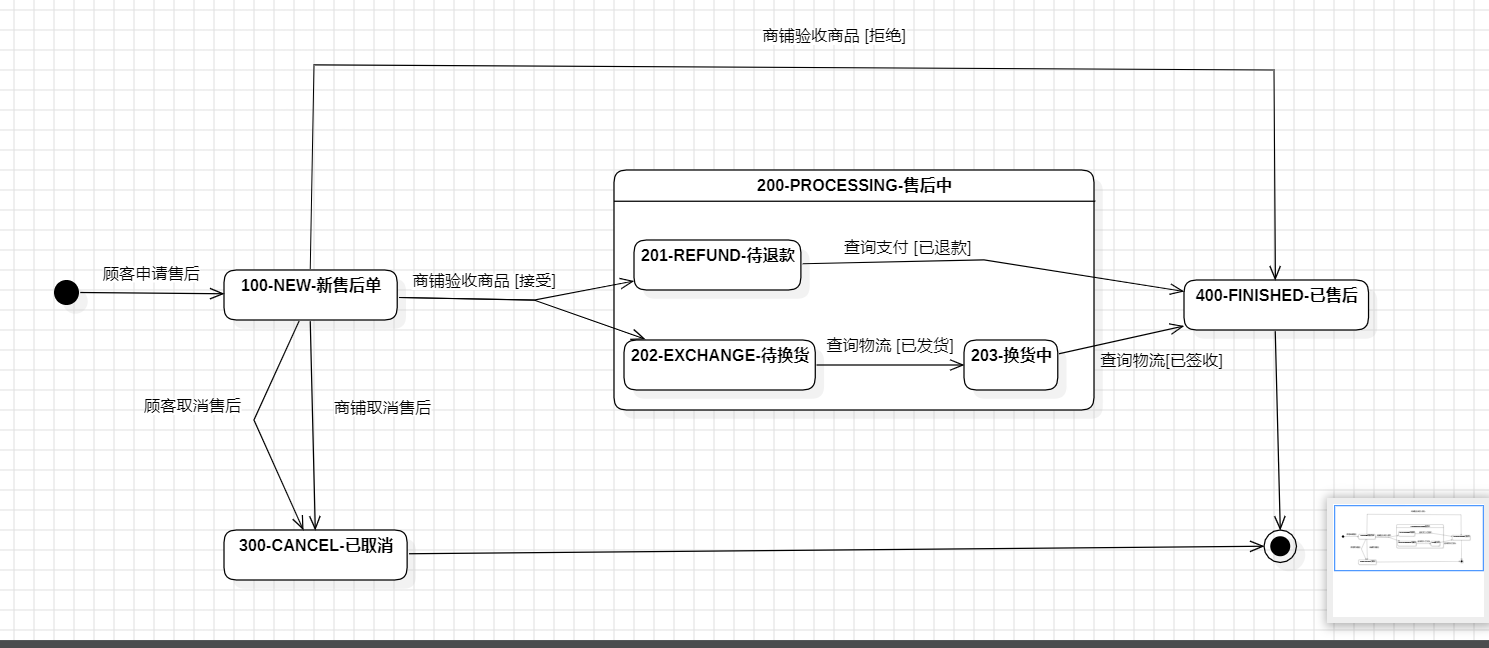 商铺验收商品 [拒绝]
200-PROCESSING-售后中
顾客申请售后
100-NEW-新售后单
商铺验收商品 [接受]
201-REFUND-待退款
查询支付 [已退款]
400-FINISHED-已售后
202-EXCHANGE-待换货
查询物流 [已发货]
203-换货中
查询物流[已签收]
顾客取消售后
商铺取消售后
300-CANCEL-已取消